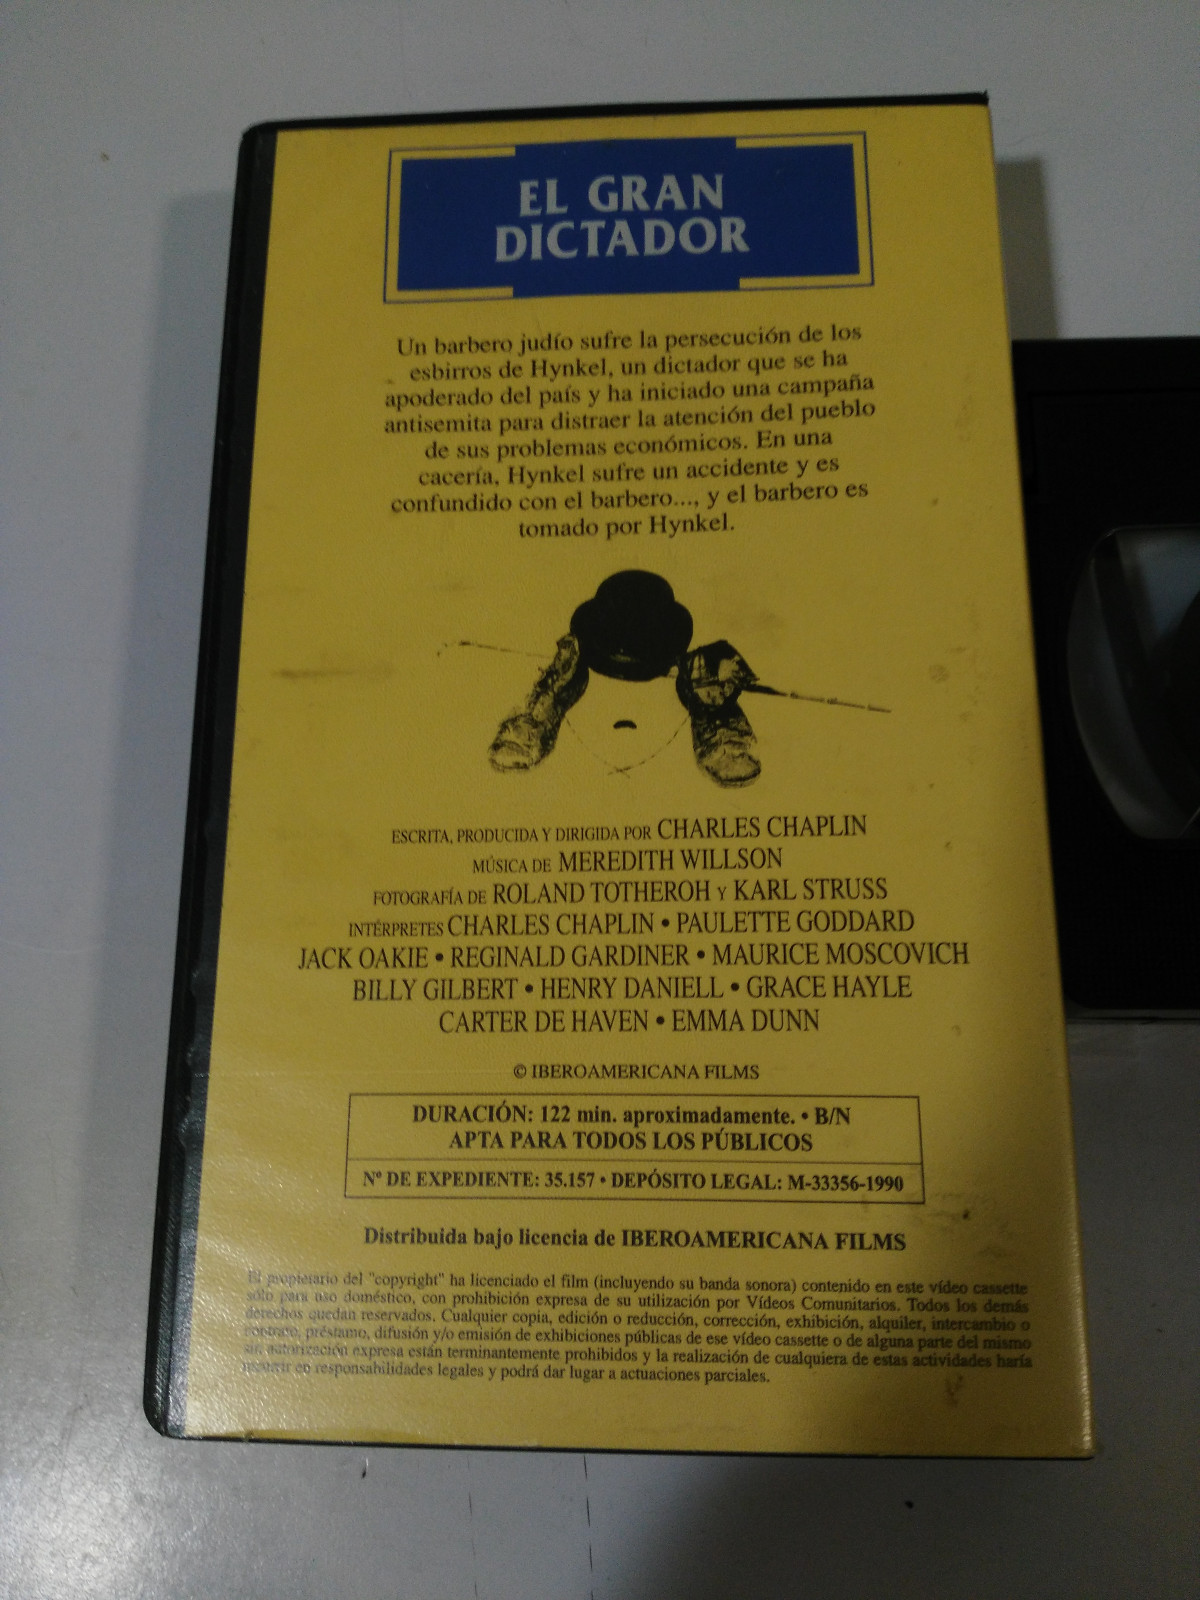 EL GRAN
DICTADOR
Un barbero judío sufre la persecución de los
esbirros de Hynkel, un dictador que se ha
apoderado del país y ha iniciado una campaña
antisemita para distraer la atención del pueblo
de sus problemas económicos. En una
cacería, Hynkel sufre un accidente y es
confundido con el barbero..., y el barbero es
tomado por Hynkel.
ESCRITA, PRODUCIDA Y DIRIGIDA POR CHARLES CHAPLIN
MÚSICA DE MEREDITH WILLSON
FOTOGRAFÍA DE ROLAND TOTHEROH Y KARL STRUSS
INTÉRPRETES CHARLES CHAPLIN • PAULETTE GODDARD
JACK OAKIE • REGINALD GARDINER • MAURICE MOSCOVICH
BILLY GILBERT • HENRY DANIELL • GRACE HAYLE
CARTER DE HAVEN • EMMA DUNN
© IBEROAMERICANA FILMS
DURACIÓN: 122 min. aproximadamente. • B/N
APTA PARA TODOS LOS PÚBLICOS
Nº DE EXPEDIENTE: 35.157 • DEPÓSITO LEGAL: M-33356-1990
Distribuida bajo licencia de IBEROAMERICANA FILMS
El propietario del "copyright" ha licenciado el film (incluyendo su banda sonora) contenido en este vídeo cassette
sólo para uso doméstico, con prohibición expresa de su utilización por Vídeos Comunitarios. Todos los demás
derechos quedan reservados. Cualquier copia, edición o reducción, corrección, exhibición, alquiler, intercambio o
préstamo, difusión y/o emisión de exhibiciones públicas de ese vídeo cassette o de alguna parte del mismo
autorización expresa están terminantemente prohibidos y la realización de cualquiera de estas actividades haría
en responsabilidades legales y podrá dar lugar a actuaciones parciales.